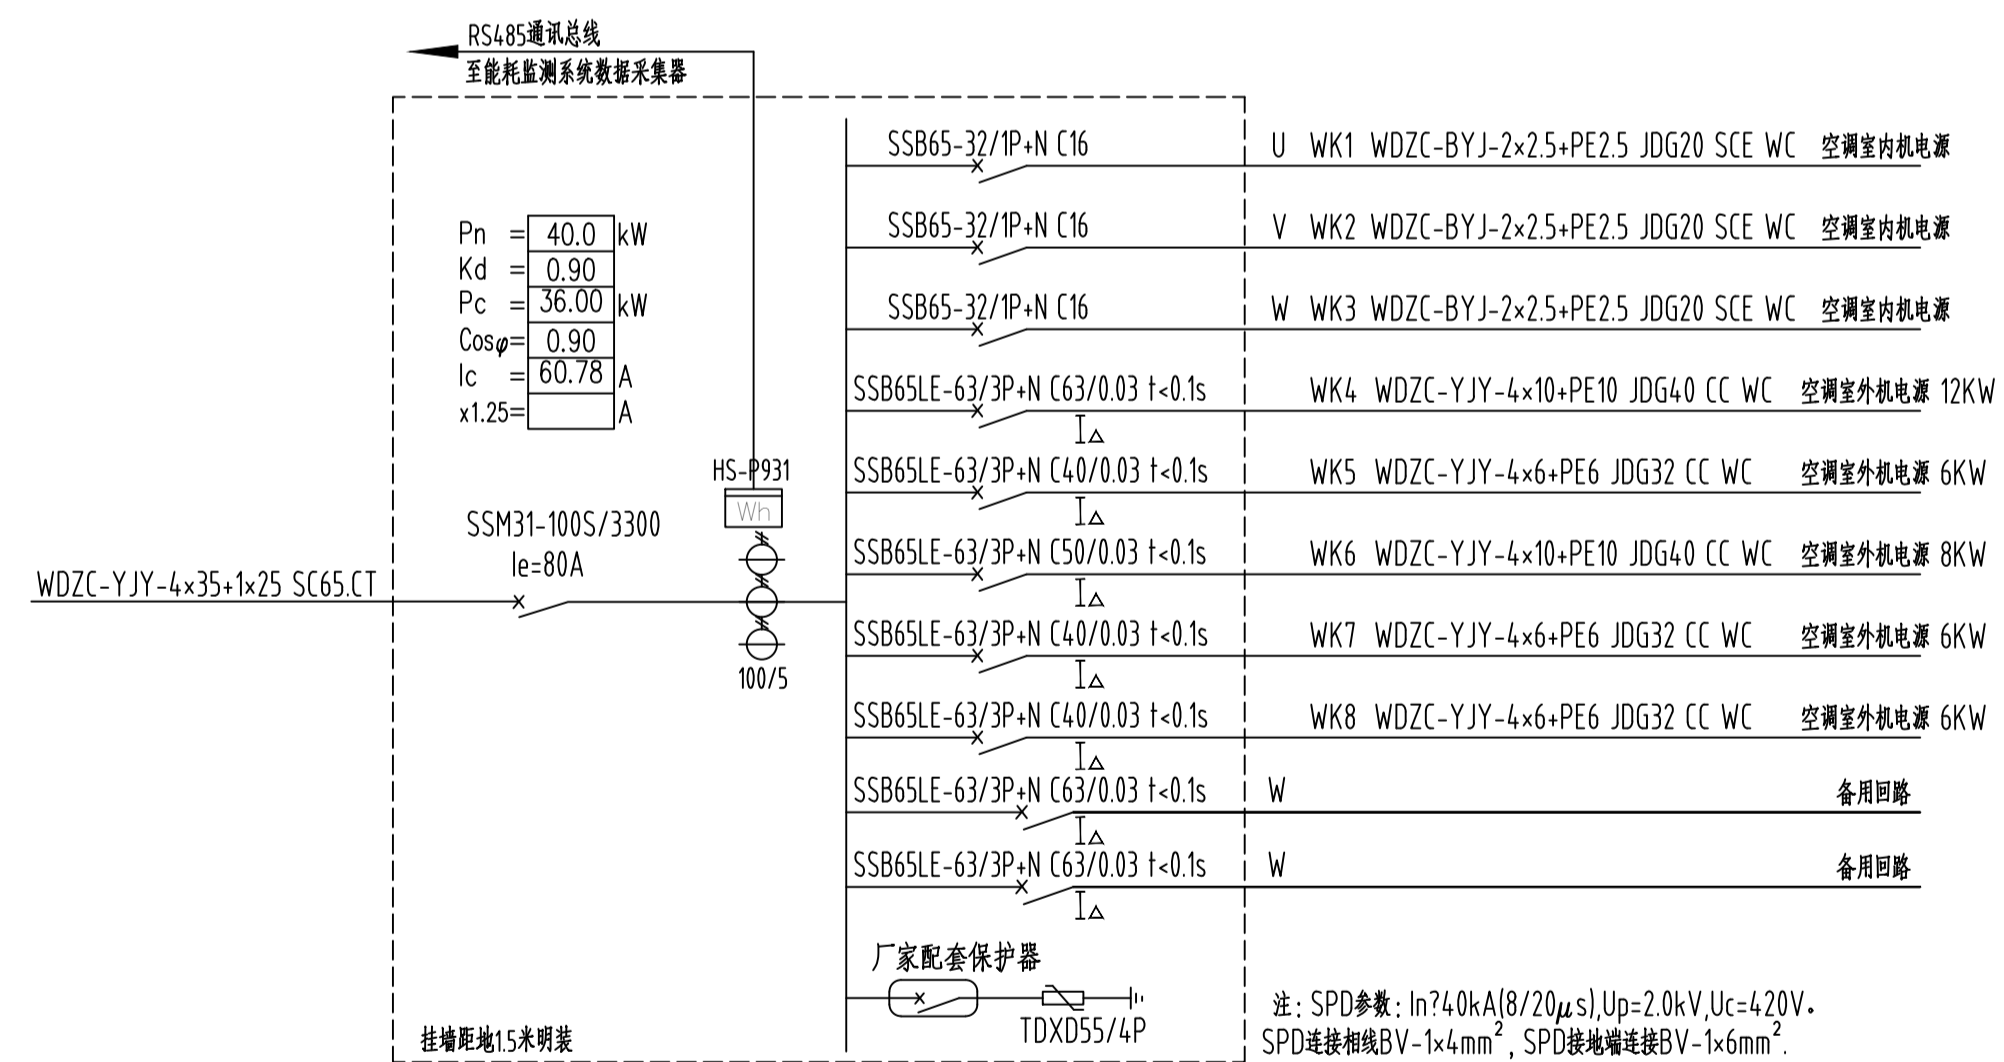 RS485通讯总线
至能耗监测系统数据采集器
SSB65-32/1P+N C16 U WK1 WDZC-BYJ-2×2.5+PE2.5 JDG20 SCE WC 空调室内机电源
SSB65-32/1P+N C16 V WK2 WDZC-BYJ-2×2.5+PE2.5 JDG20 SCE WC 空调室内机电源
SSB65-32/1P+N C16 W WK3 WDZC-BYJ-2×2.5+PE2.5 JDG20 SCE WC 空调室内机电源
SSB65LE-63/3P+N C63/0.03 t<0.1s WK4 WDZC-YJY-4×10+PE10 JDG40 CC WC 空调室外机电源 12KW
I△
SSB65LE-63/3P+N C40/0.03 t<0.1s WK5 WDZC-YJY-4×6+PE6 JDG32 CC WC 空调室外机电源 6KW
I△
SSB65LE-63/3P+N C50/0.03 t<0.1s WK6 WDZC-YJY-4×10+PE10 JDG40 CC WC 空调室外机电源 8KW
I△
SSB65LE-63/3P+N C40/0.03 t<0.1s WK7 WDZC-YJY-4×6+PE6 JDG32 CC WC 空调室外机电源 6KW
I△
SSB65LE-63/3P+N C40/0.03 t<0.1s WK8 WDZC-YJY-4×6+PE6 JDG32 CC WC 空调室外机电源 6KW
I△
SSB65LE-63/3P+N C63/0.03 t<0.1s W 备用回路
I△
SSB65LE-63/3P+N C63/0.03 t<0.1s W 备用回路
I△
Pn = 40.0 kW
Kd = 0.90
Pc = 36.00 kW
Cosφ= 0.90
Ic = 60.78 A
x1.25= A
HS-P931
Wh
SSM31-100S/3300
Ie=80A
WDZC-YJY-4×35+1×25 SC65.CT
100/5
厂家配套保护器
TDXD55/4P
挂墙距地1.5米明装
注: SPD参数: In?40kA(8/20μs),Up=2.0kV,Uc=420V。
SPD连接相线BV-1×4mm², SPD接地端连接BV-1×6mm².